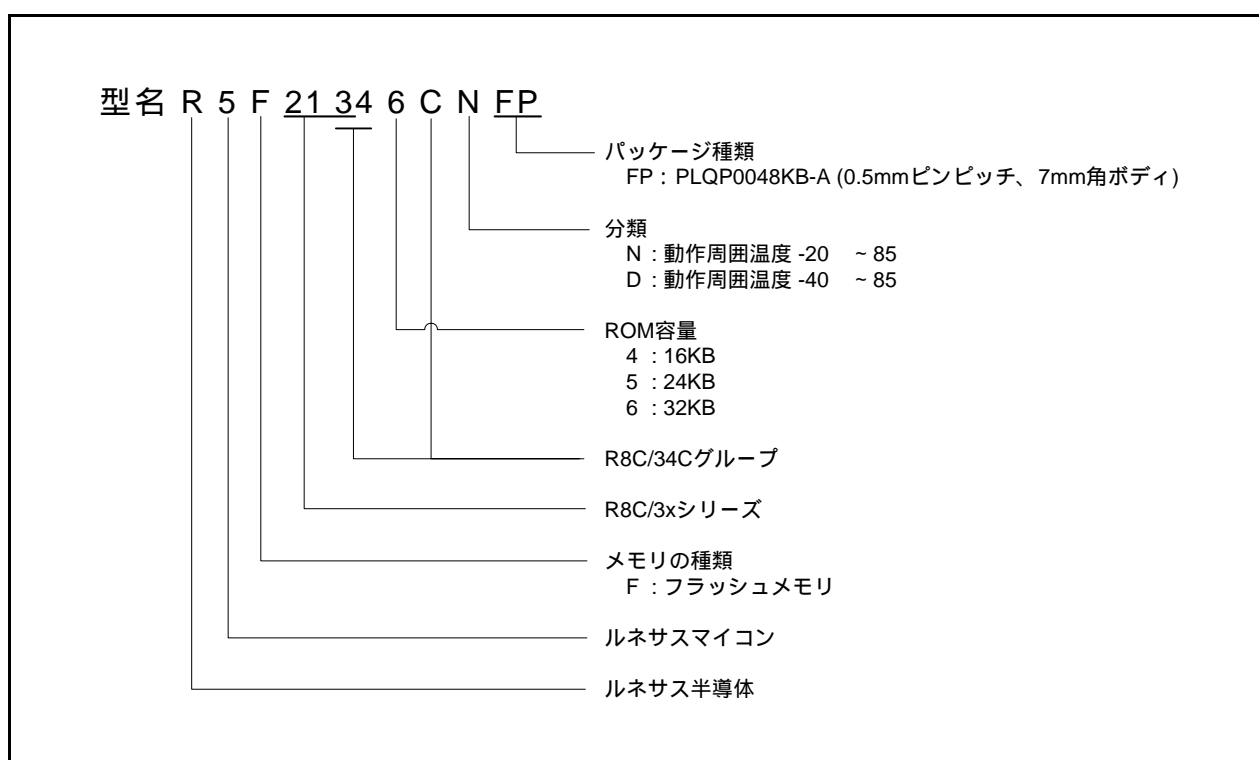 型名 R 5 F 21 34 6 C N FP
パッケージ種類
FP : PLQP0048KB-A (0.5mmピンピッチ、7mm角ボディ)
分類
N : 動作周囲温度 -20 ~ 85
D : 動作周囲温度 -40 ~ 85
ROM容量
4 : 16KB
5 : 24KB
6 : 32KB
R8C/34Cグループ
R8C/3xシリーズ
メモリの種類
F : フラッシュメモリ
ルネサスマイコン
ルネサス半導体